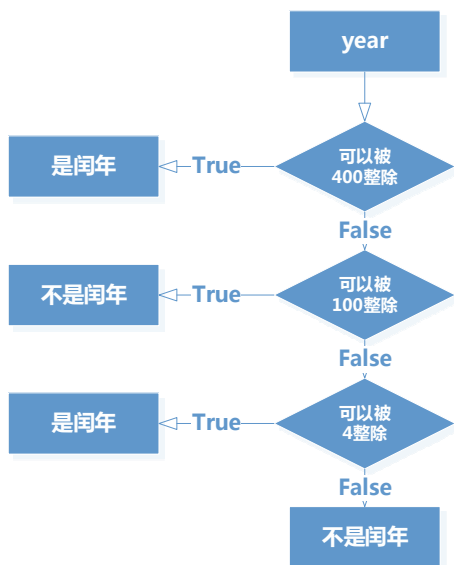 year
可以被
400整除
True
是闰年
False
可以被
100整除
True
不是闰年
False
可以被
4整除
True
是闰年
False
不是闰年